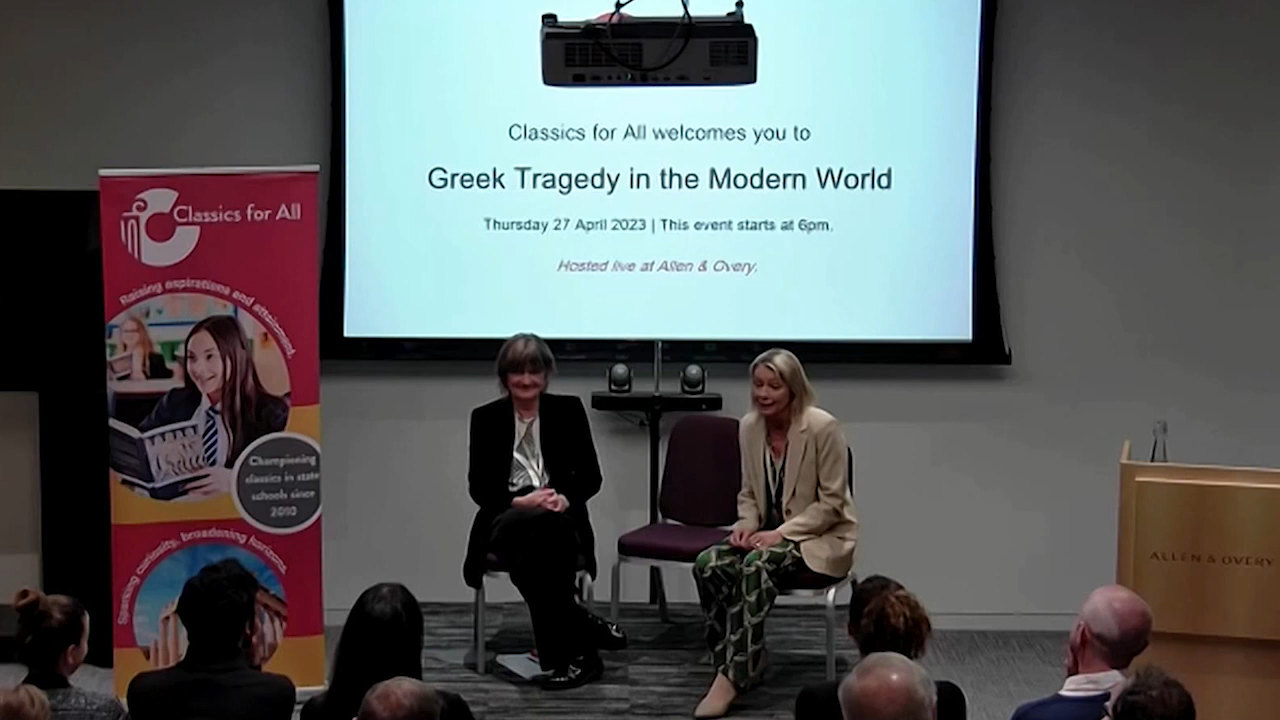 Classics for All welcomes you to
Greek Tragedy in the Modern World
Thursday 27 April 2023 | This event starts at 6pm.
Hosted live at Allen & Overy.
Classics for All
Raising aspirations and attainment
Championing
classics in state
schools since
2010
Sparking curiosity, broadening horizons
ALLEN & OVERY